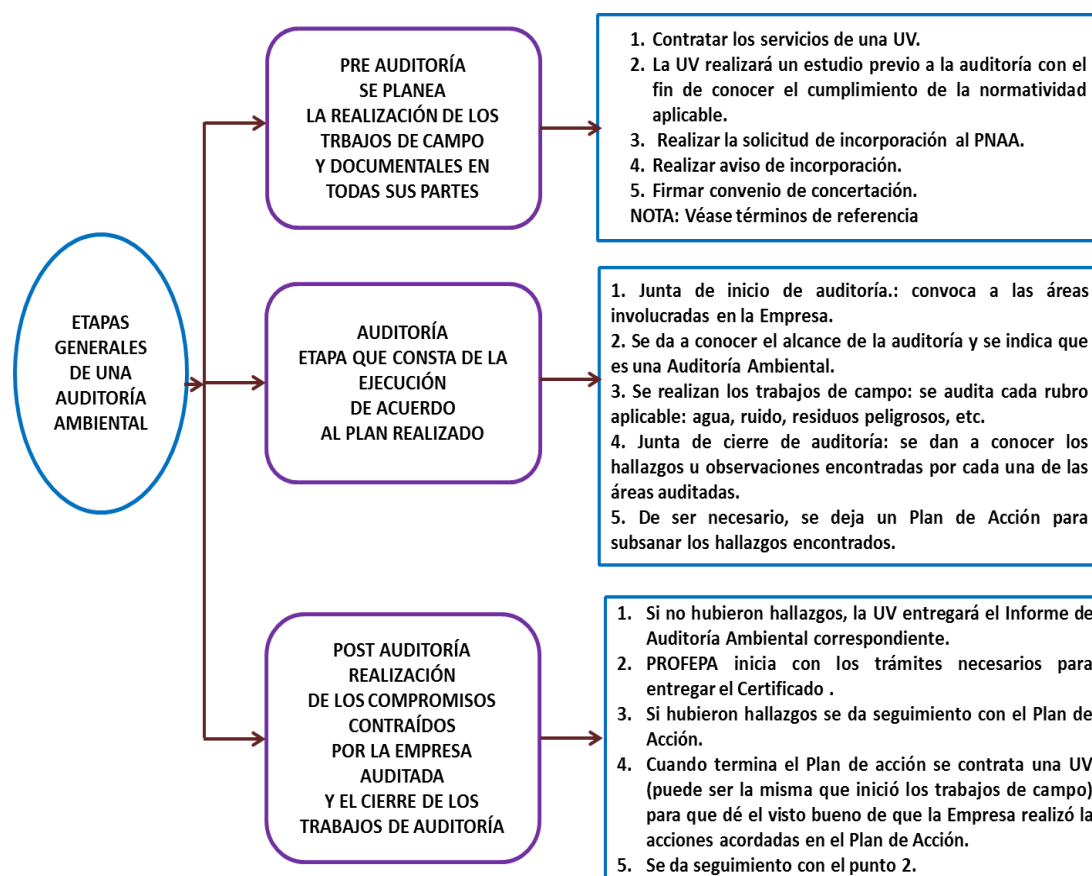 ETAPAS
GENERALES
DE UNA
AUDITORÍA
AMBIENTAL
PRE AUDITORÍA
SE PLANEA
LA REALIZACIÓN DE LOS
TRBAJOS DE CAMPO
Y DOCUMENTALES EN
TODAS SUS PARTES
1. Contratar los servicios de una UV.
2. La UV realizará un estudio previo a la auditoría con el
fin de conocer el cumplimiento de la normatividad
aplicable.
3. Realizar la solicitud de incorporación al PNAA.
4. Realizar aviso de incorporación.
5. Firmar convenio de concertación.
NOTA: Véase términos de referencia
AUDITORÍA
ETAPA QUE CONSTA DE LA
EJECUCIÓN
DE ACUERDO
AL PLAN REALIZADO
1. Junta de inicio de auditoría.: convoca a las áreas
involucradas en la Empresa.
2. Se da a conocer el alcance de la auditoría y se indica que
es una Auditoría Ambiental.
3. Se realizan los trabajos de campo: se audita cada rubro
aplicable: agua, ruido, residuos peligrosos, etc.
4. Junta de cierre de auditoría: se dan a conocer los
hallazgos u observaciones encontradas por cada una de las
áreas auditadas.
5. De ser necesario, se deja un Plan de Acción para
subsanar los hallazgos encontrados.
POST AUDITORÍA
REALIZACIÓN
DE LOS COMPROMISOS
CONTRAÍDOS
POR LA EMPRESA
AUDITADA
Y EL CIERRE DE LOS
TRABAJOS DE AUDITORÍA
1. Si no hubieron hallazgos, la UV entregará el Informe de
Auditoría Ambiental correspondiente.
2. PROFEPA inicia con los trámites necesarios para
entregar el Certificado .
3. Si hubieron hallazgos se da seguimiento con el Plan de
Acción.
4. Cuando termina el Plan de acción se contrata una UV
(puede ser la misma que inició los trabajos de campo)
para que dé el visto bueno de que la Empresa realizó la
acciones acordadas en el Plan de Acción.
5. Se da seguimiento con el punto 2.